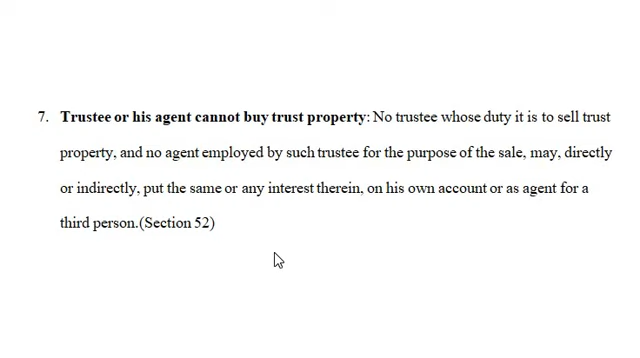 7. Trustee or his agent cannot buy trust property: No trustee whose duty it is to sell trust
property, and no agent employed by such trustee for the purpose of the sale, may, directly
or indirectly, put the same or any interest therein, on his own account or as agent for a
third person.(Section 52)